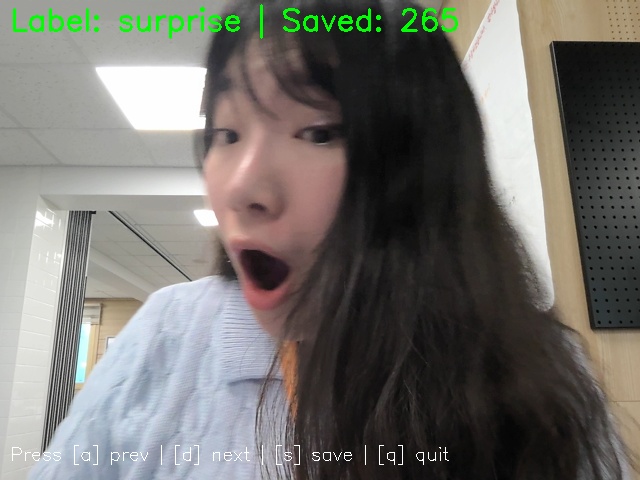 Label: surprise | Saved: 265
Press [a] prev | [d] next | [s] save | [q] quit